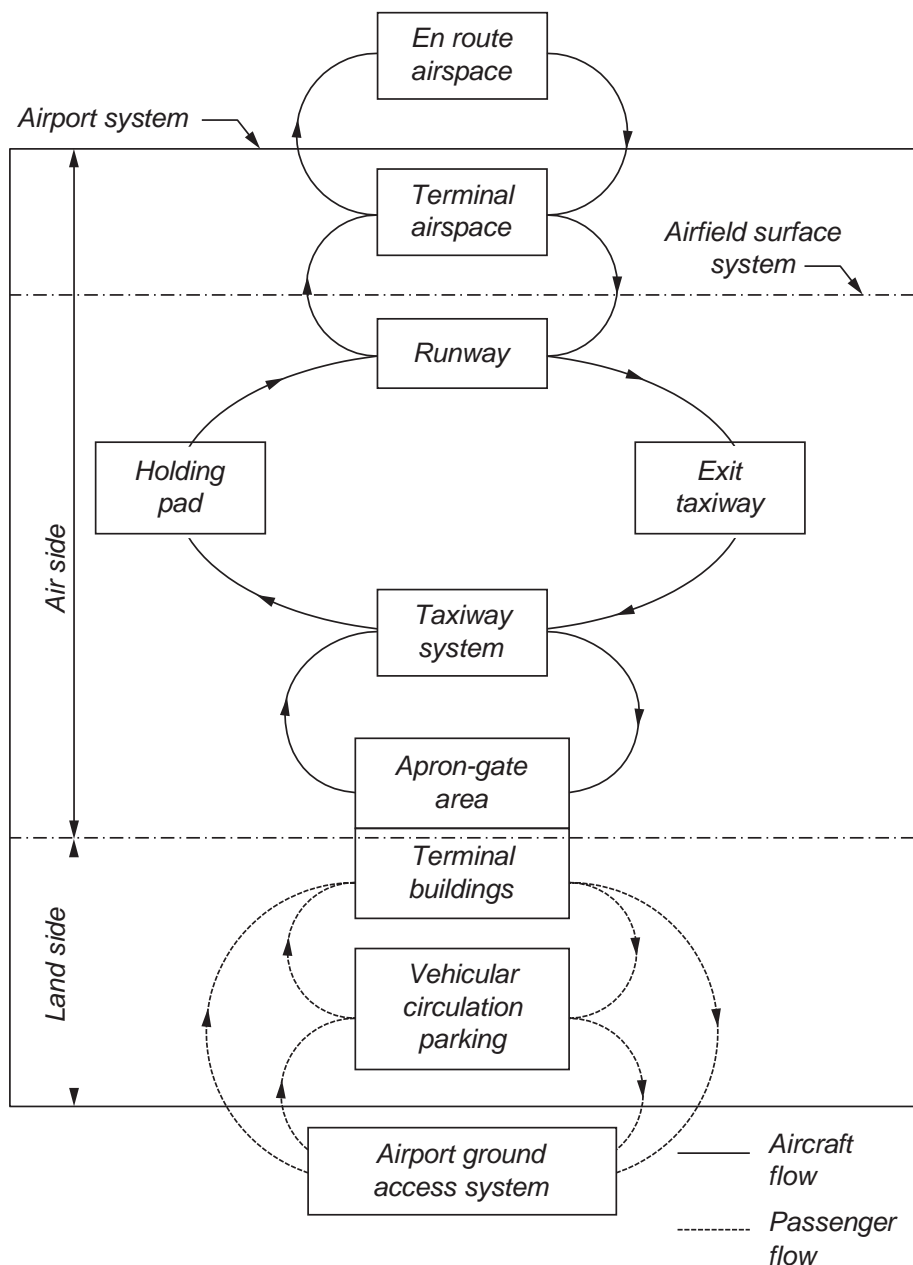 En route
airspace
Airport system
Terminal
airspace
Airfield surface
system
Runway
Holding
pad
Exit
taxiway
Air side
Taxiway
system
Apron-gate
area
Terminal
buildings
Land side
Vehicular
circulation
parking
Airport ground
access system
Aircraft
flow
Passenger
flow